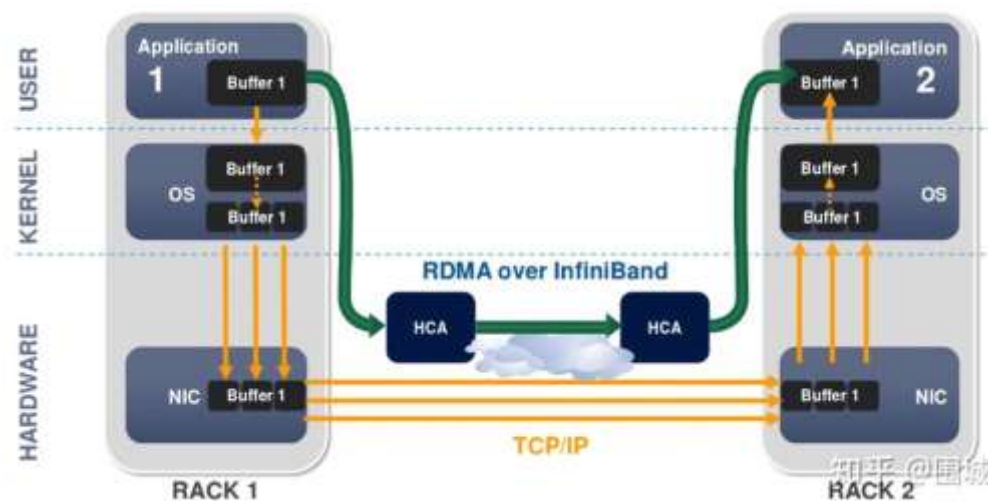 USER
KERNEL
HARDWARE
Application
1
Buffer 1
OS
Buffer 1
Buffer 1
NIC
Buffer 1
RACK 1
RDMA over InfiniBand
HCA
HCA
TCP/IP
Application
2
Buffer 1
Buffer 1
OS
Buffer 1
Buffer 1
NIC
RACK 2
知乎 @围城